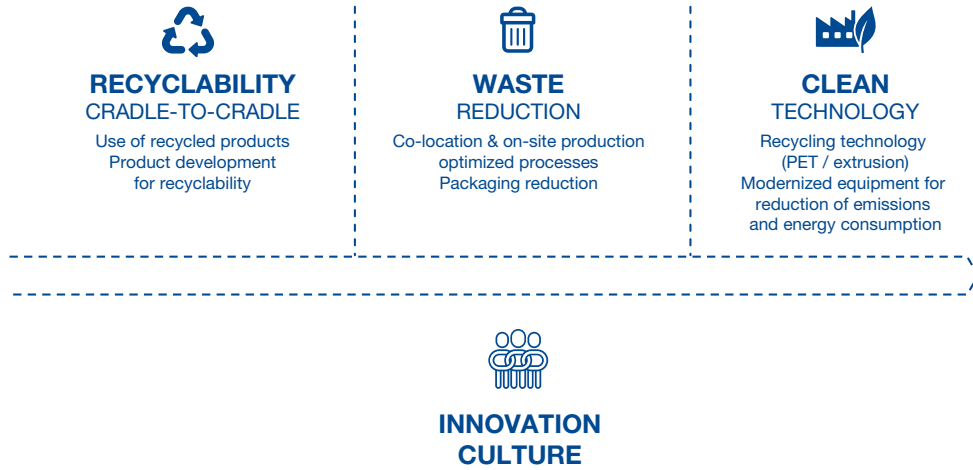 RECYCLABILITY
CRADLE-TO-CRADLE
Use of recycled products
Product development
for recyclability
WASTE
REDUCTION
Co-location & on-site production
optimized processes
Packaging reduction
CLEAN
TECHNOLOGY
Recycling technology
(PET / extrusion)
Modernized equipment for
reduction of emissions
and energy consumption
INNOVATION
CULTURE